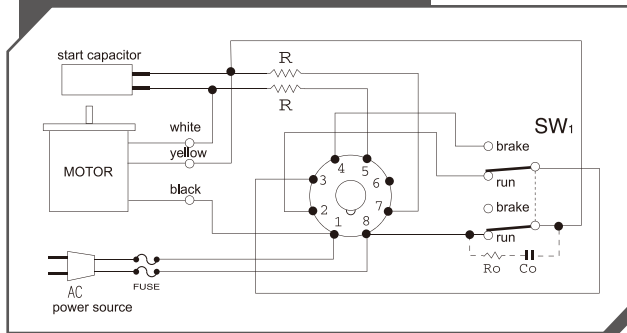 start capacitor
R
R
white
yellow
black
MOTOR
SW1
brake
run
brake
run
4 5
3 6
2 7
1 8
Ro Co
FUSE
AC
power source